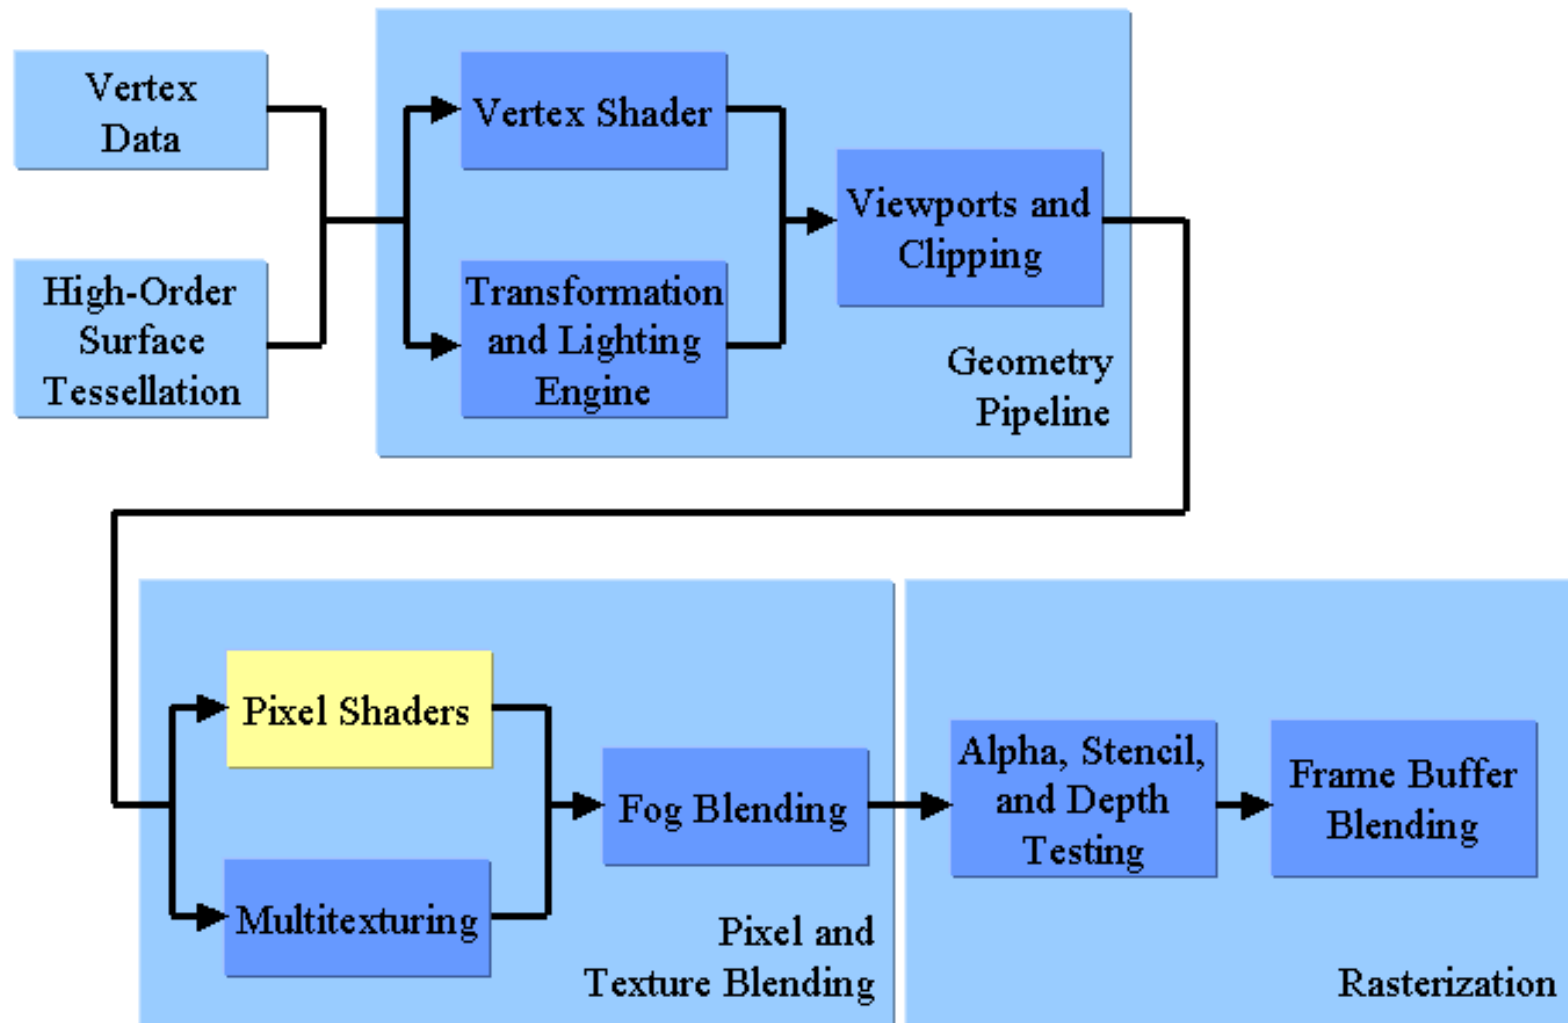 Vertex
Data
High-Order
Surface
Tessellation
Vertex Shader
Transformation
and Lighting
Engine
Viewports and
Clipping
Geometry
Pipeline
Pixel Shaders
Multitexturing
Fog Blending
Pixel and
Texture Blending
Alpha, Stencil,
and Depth
Testing
Frame Buffer
Blending
Rasterization